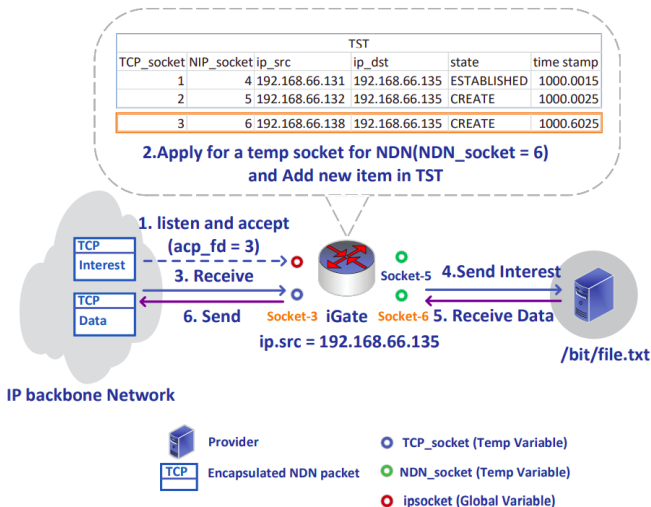 TST
TCP_socket NIP_socket ip_src ip_dst state time stamp
1 4 192.168.66.131 192.168.66.135 ESTABLISHED 1000.0015
2 5 192.168.66.132 192.168.66.135 CREATE 1000.0025
3 6 192.168.66.138 192.168.66.135 CREATE 1000.6025
2.Apply for a temp socket for NDN(NDN_socket = 6)
and Add new item in TST
1. listen and accept
(acp_fd = 3)
TCP
Interest
3. Receive
Socket-5
4.Send Interest
TCP
Data
6. Send
Socket-3
iGate
Socket-6
5. Receive Data
ip.src = 192.168.66.135
/bit/file.txt
IP backbone Network
Provider
TCP_socket (Temp Variable)
TCP
Encapsulated NDN packet
NDN_socket (Temp Variable)
ipsocket (Global Variable)